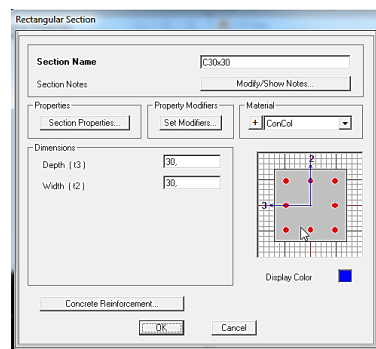 Rectangular Section
Section Name
C30x30
Section Notes
Modify/Show Notes...
Properties
Section Properties...
Property Modifiers
Set Modifiers...
Material
+
ConCol
Dimensions
Depth ( t3 )
30,
Width ( t2 )
30,
2
3
Display Color
Concrete Reinforcement...
OK
Cancel